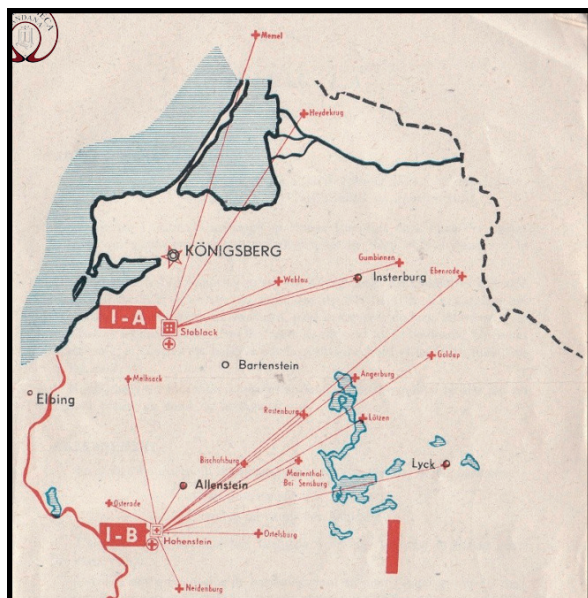 Memel
Heydekrug
KÖNIGSBERG
Gumbinnen
Wehlau
Insterburg
Ebenrode
I-A
Stablack
Goldap
Bartenstein
Melhsack
Angerburg
Elbing
Rastenburg
Lötzen
Bischofsburg
Marienthal-
Bei Sensburg
Lyck
Allenstein
Osterode
I-B
Hohenstein
Ortelsburg
Neidenburg